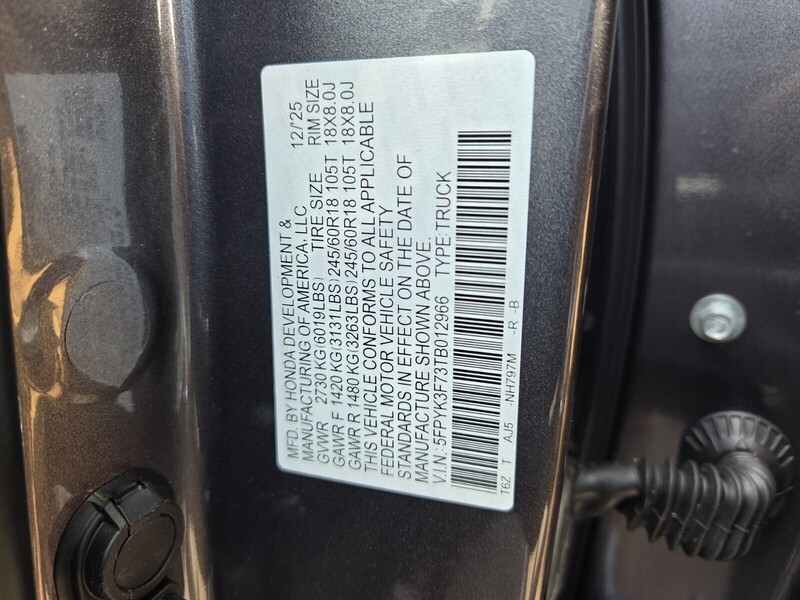 MFD. BY HONDA DEVELOPMENT &
MANUFACTURING OF AMERICA, LLC 12/'25
GVWR 2730 KG(6019LBS) TIRE SIZE RIM SIZE
GAWR F 1420 KG(3131LBS) 245/60R18 105T 18X8.0J
GAWR R 1480 KG(3263LBS) 245/60R18 105T 18X8.0J
THIS VEHICLE CONFORMS TO ALL APPLICABLE
FEDERAL MOTOR VEHICLE SAFETY
STANDARDS IN EFFECT ON THE DATE OF
MANUFACTURE SHOWN ABOVE.
V.I.N.: 5FPYK3F73TB012966 TYPE:TRUCK
T6Z T AJ5 -NH797M -R -B